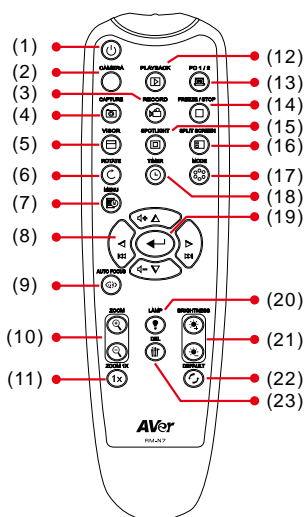 (1)
(2) CAMERA PLAYBACK PC 1 / 2 (12)
(3) (13)
CAPTURE RECORD FREEZE / STOP
(4) (14)
(15)
VISOR SPOTLIGHT SPLIT SCREEN
(5) (16)
ROTATE TIMER MODE
(6) (17)
(18)
MENU
(7)
(8) (19)
AUTO FOCUS
(9)
(20)
ZOOM LAMP BRIGHTNESS
(10) (21)
DEL
ZOOM 1X DEFAULT
(11) 1x (22)
(23)
AVer
RM-N7